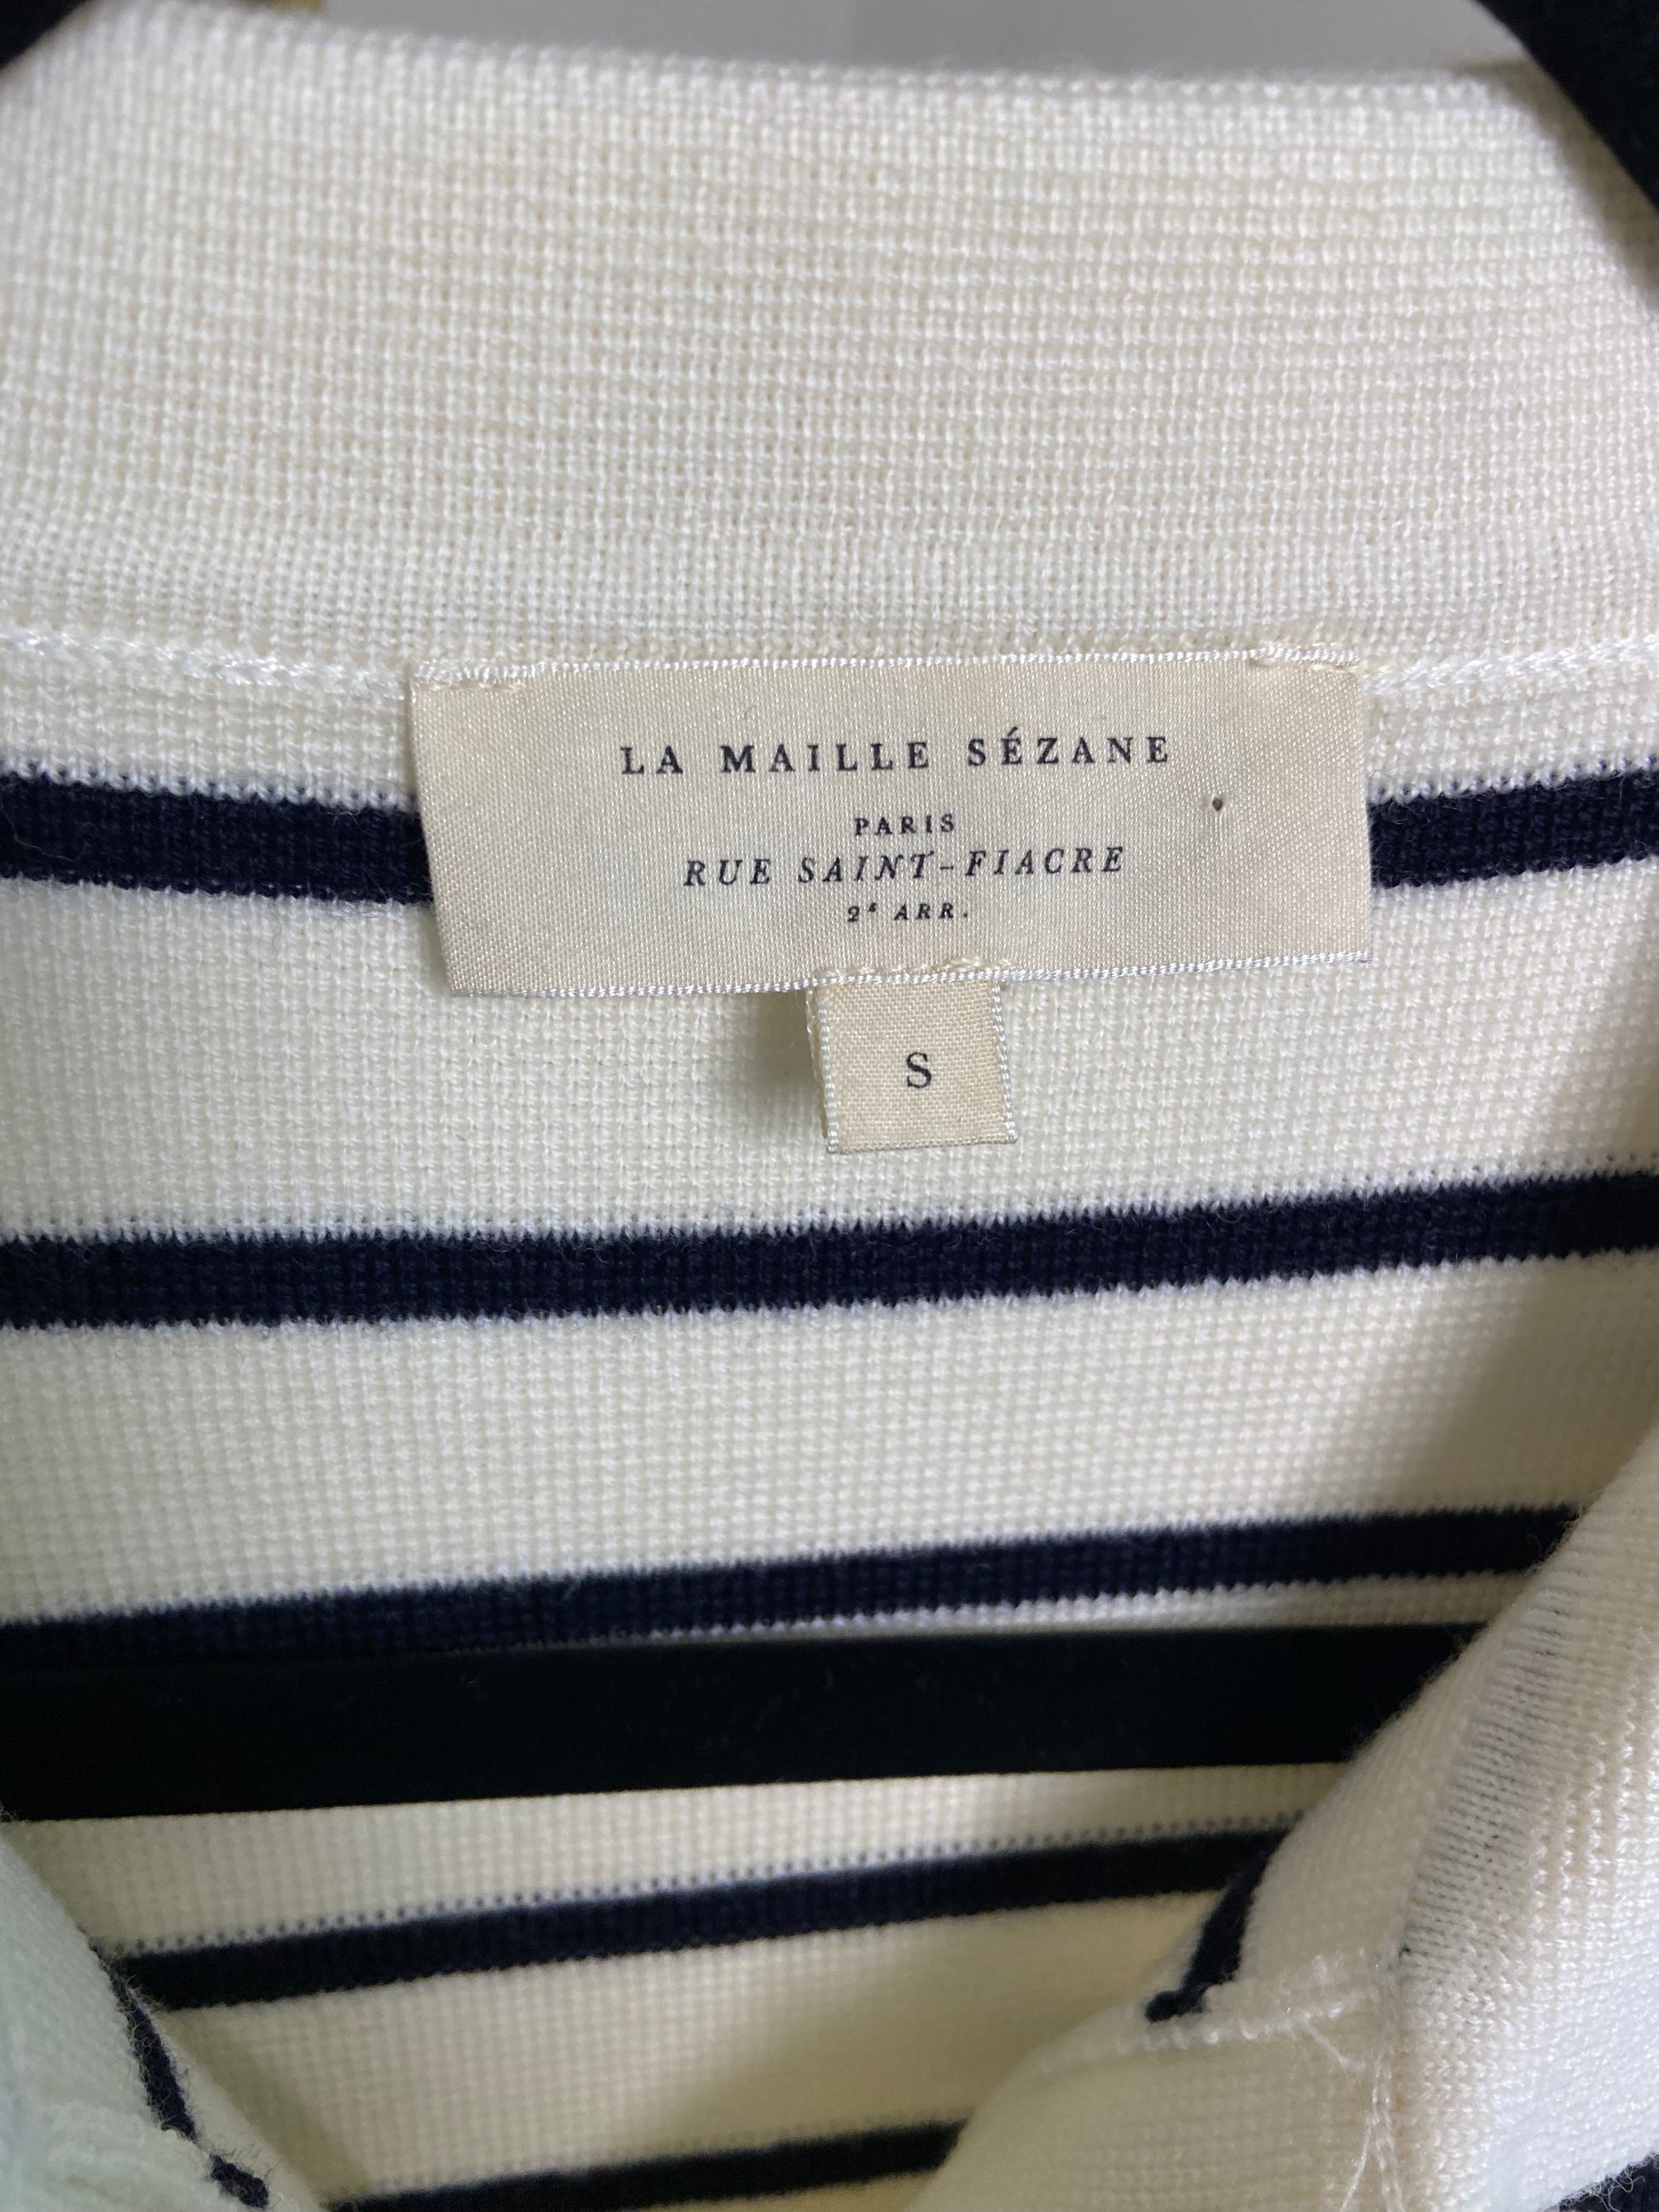 LA MAILLE SÉZANE
PARIS
RUE SAINT-FIACRE
2ᵉ ARR.
S